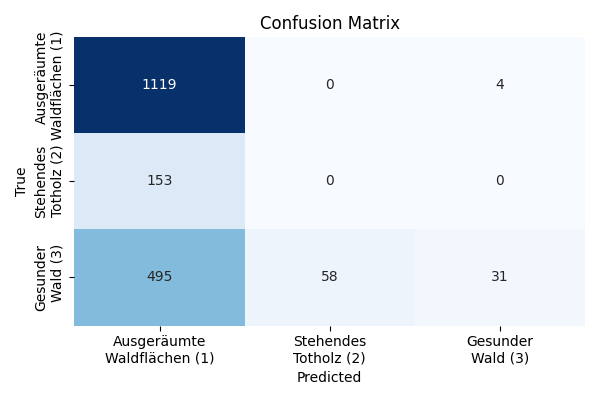 Confusion Matrix
True
Ausgeräumte
Waldflächen (1)
1119
0
4
Stehendes
Totholz (2)
153
0
0
Gesunder
Wald (3)
495
58
31
Ausgeräumte
Waldflächen (1)
Stehendes
Totholz (2)
Gesunder
Wald (3)
Predicted